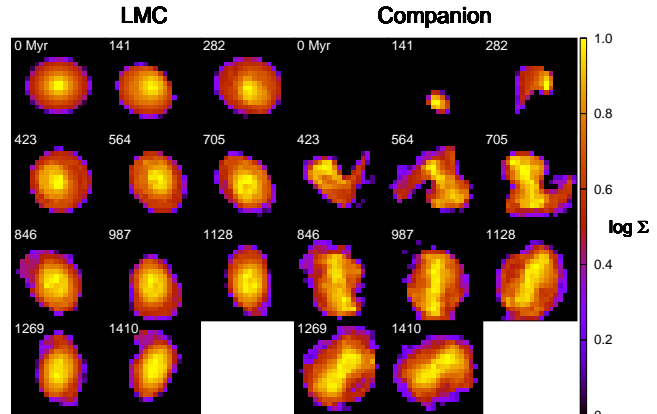 LMC Companion
0 Myr 141 282 0 Myr 141 282
1.0
0.8
423 564 705 423 564 705
0.6
log Σ
846 987 1128 846 987 1128
0.4
1269 1410 1269 1410
0.2
0